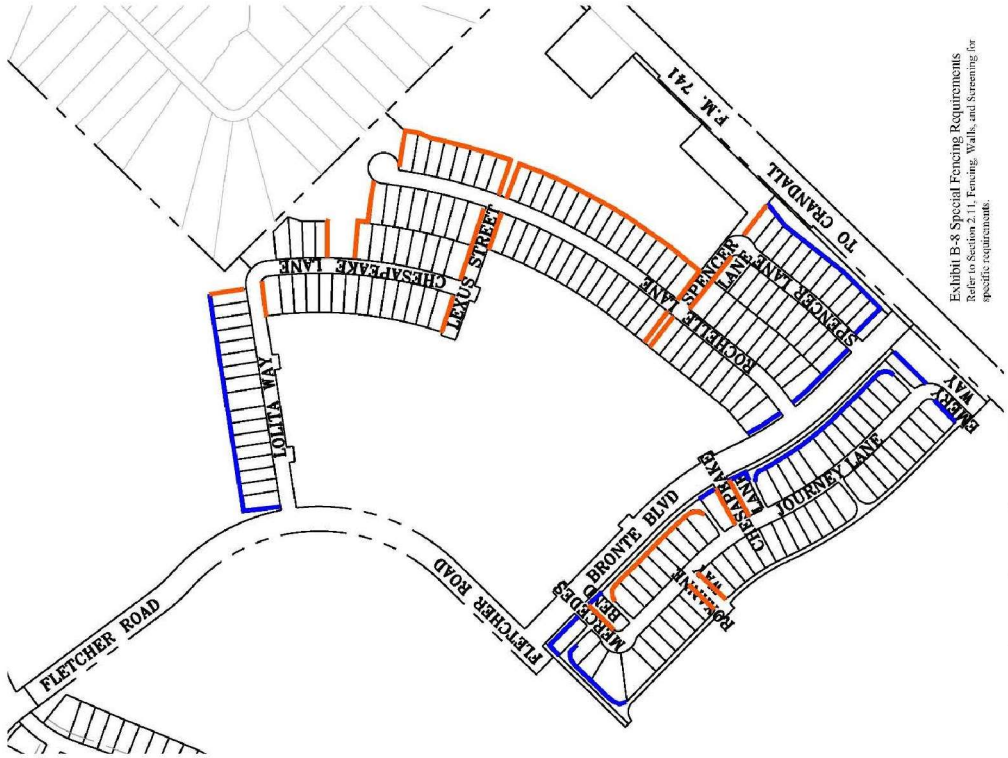 F.M. 741
TO CRANDALL
LOLITA WAY
CHESAPEAKE LANE
LEXUS STREET
ROCHELLE LANE
SPENCER
LANE
SPENCER LANE
FLETCHER ROAD
FLETCHER ROAD
BRONTE BLVD
MERCEDES
BEND
CHESAPEAKE
LANE
JOURNEY LANE
EMERY
WAY
Exhibit B-8 Special Fencing Requirements
Refer to Section 2.11, Fencing, Walls, and Screening for
specific requirements.